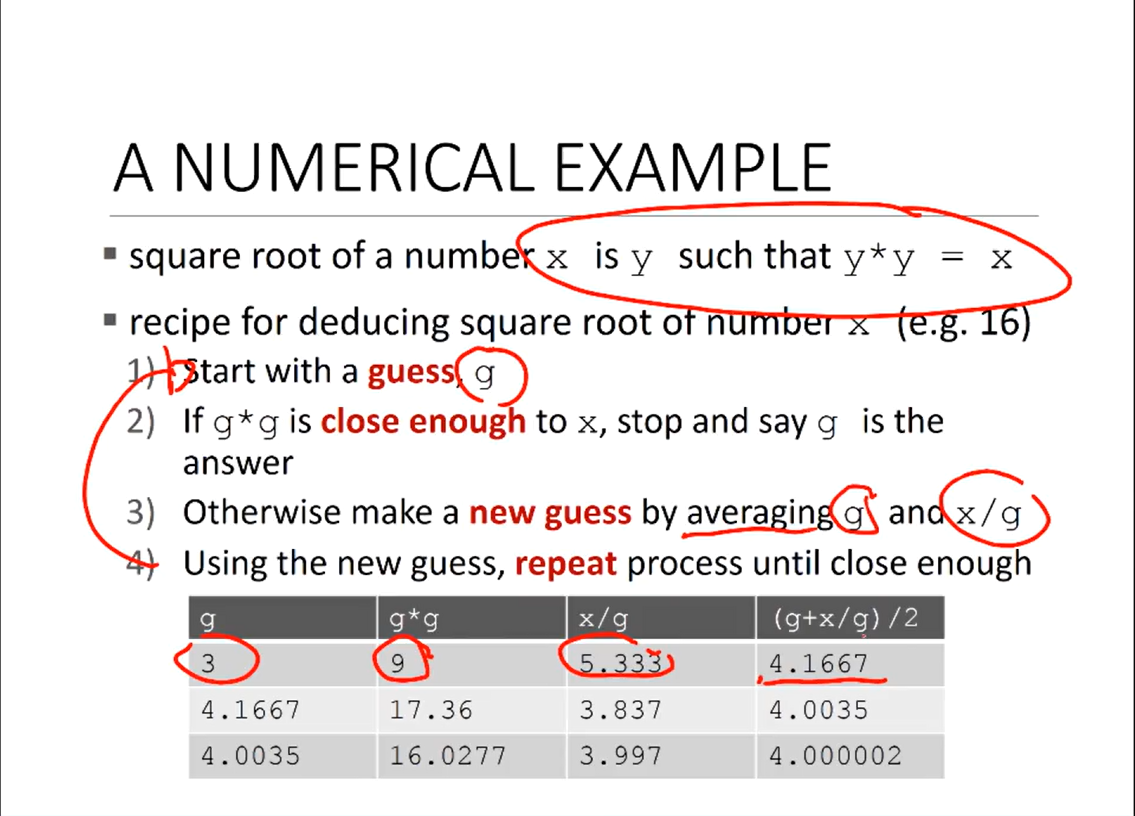 A NUMERICAL EXAMPLE
▪ square root of a number x is y such that y*y = x
▪ recipe for deducing square root of number x (e.g. 16)
1) Start with a guess, g
2) If g*g is close enough to x, stop and say g is the
answer
3) Otherwise make a new guess by averaging g and x/g
4) Using the new guess, repeat process until close enough
g g*g x/g (g+x/g)/2
3 9 5.333 4.1667
4.1667 17.36 3.837 4.0035
4.0035 16.0277 3.997 4.000002